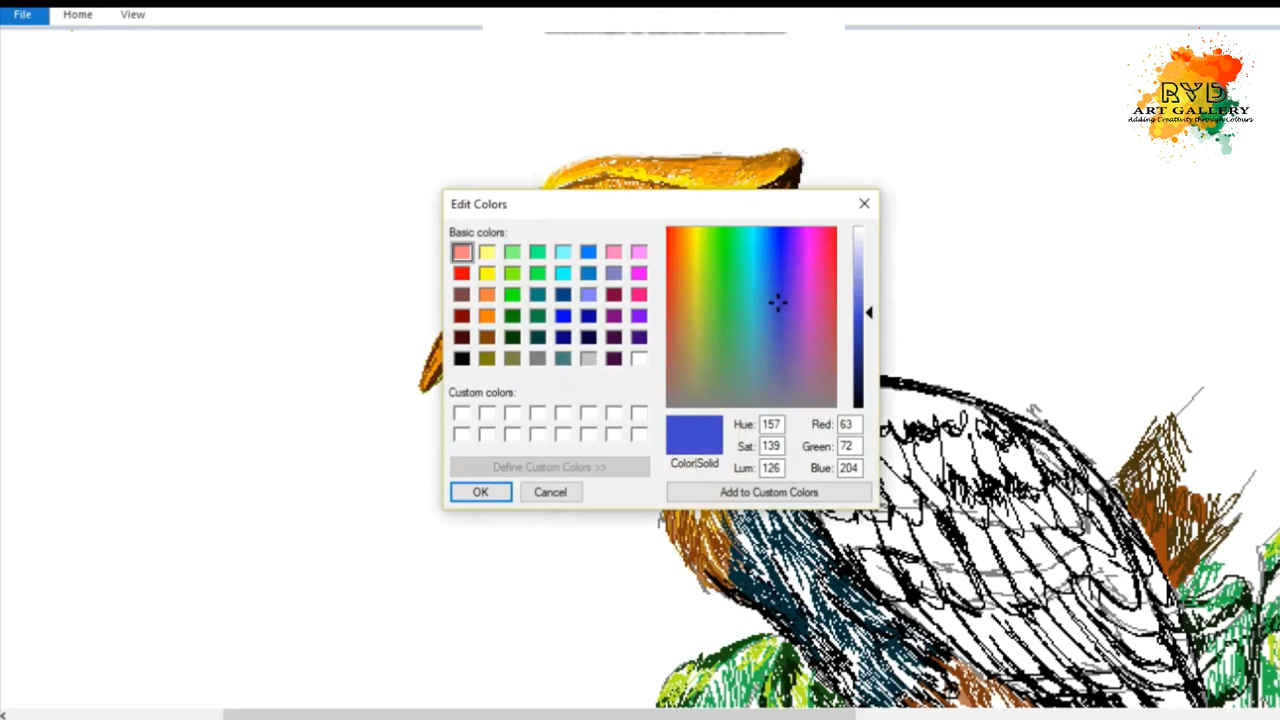 File Home View
RYD
ART GALLERY
Adding Creativity through Colours
Edit Colors
Basic colors:
Custom colors:
Define Custom Colors >>
OK Cancel
Color|Solid
Hue: 157 Red: 63
Sat: 139 Green: 72
Lum: 126 Blue: 204
Add to Custom Colors